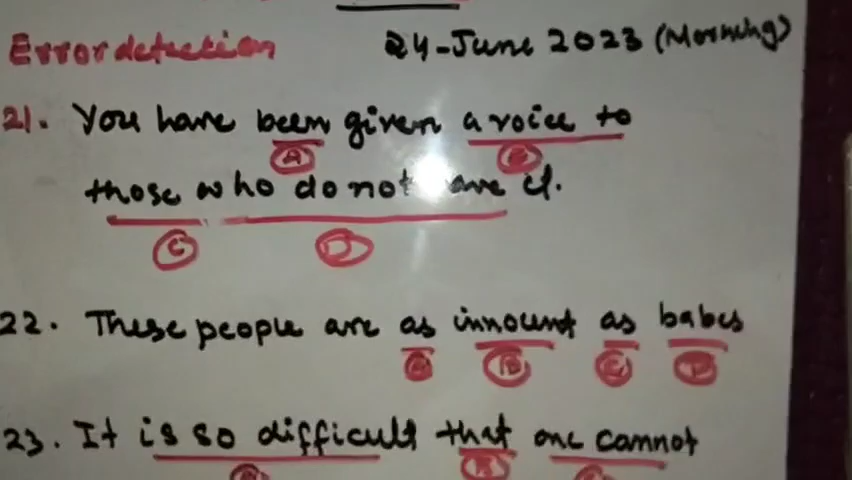 Error detection 24-June 2023 (Morning)
21. You have been given a voice to
A B
those who do not have it.
C D
22. These people are as innocent as babes
A B C D
23. It is so difficult that one cannot